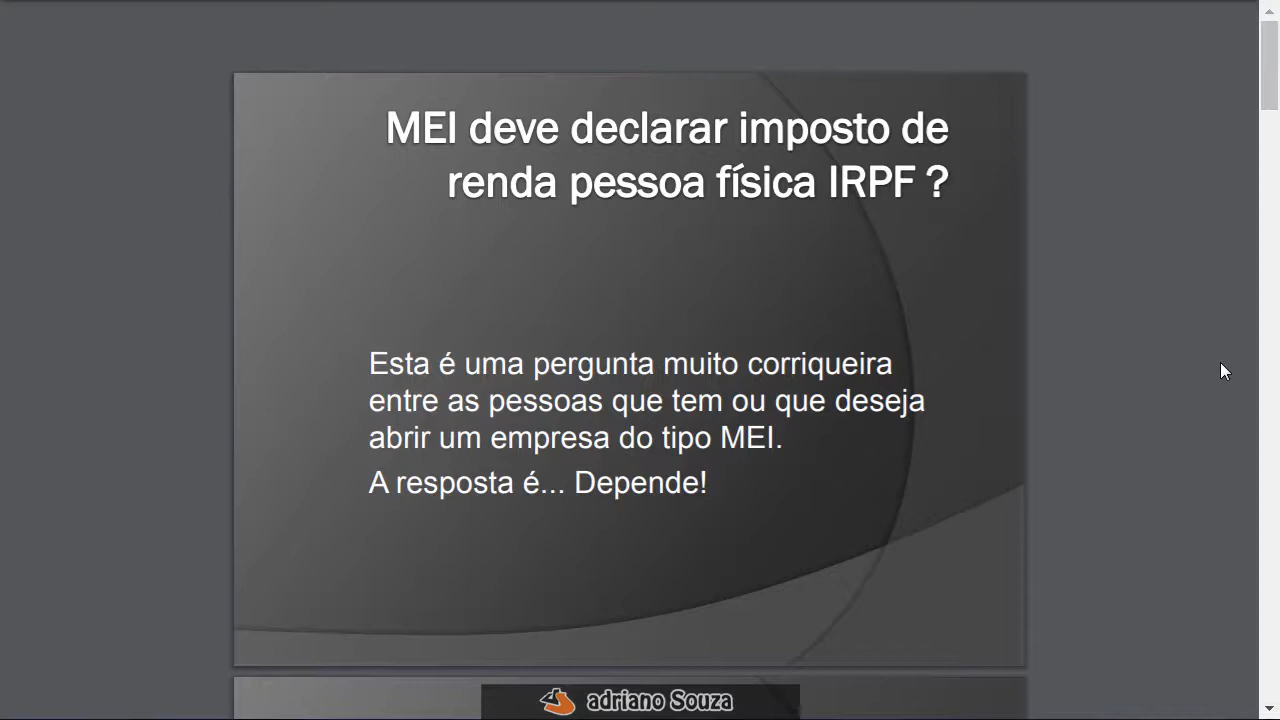 MEI deve declarar imposto de
renda pessoa física IRPF ?
Esta é uma pergunta muito corriqueira
entre as pessoas que tem ou que deseja
abrir um empresa do tipo MEI.
A resposta é... Depende!
adriano Souza